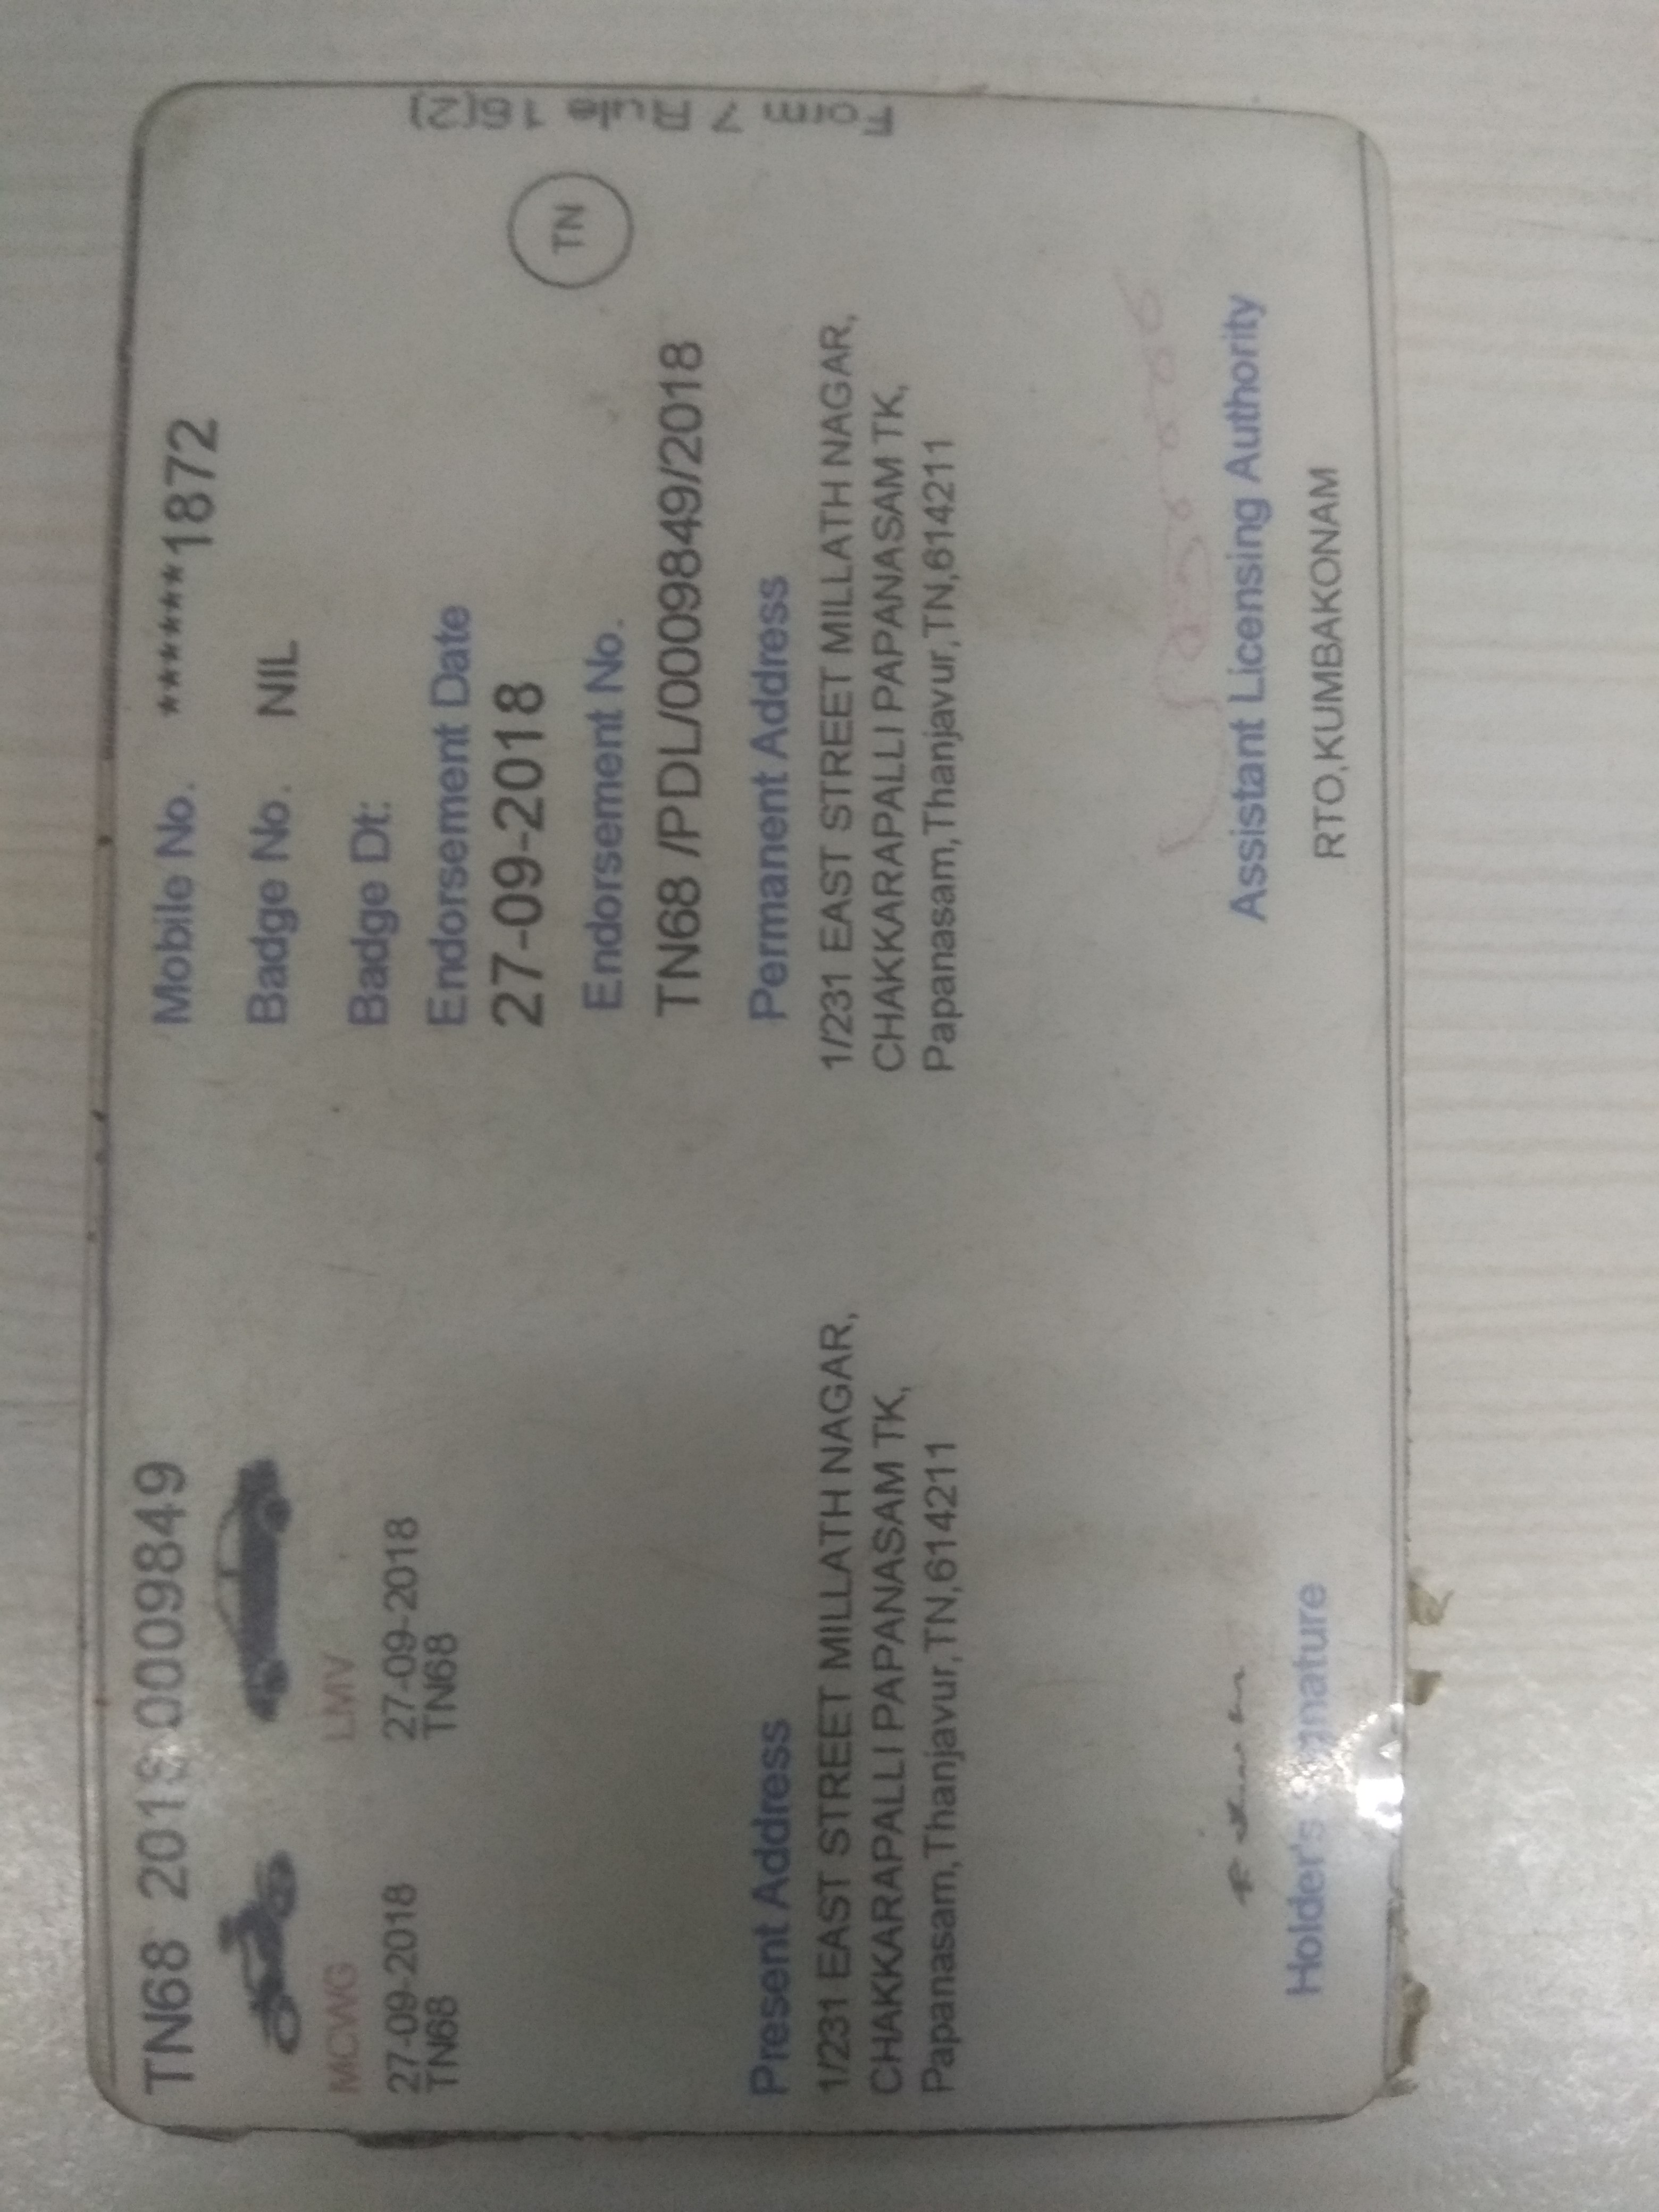 TN68 2018 0009849
MCWG
27-09-2018
TN68
LMV
27-09-2018
TN68
Mobile No. ******1872
Badge No. NIL
Badge Dt:
Endorsement Date
27-09-2018
Endorsement No.
TN68 /PDL/0009849/2018
TN
Form 7 Rule 16(2)
Present Address
1/231 EAST STREET MILLATH NAGAR,
CHAKKARAPALLI PAPANASAM TK,
Papanasam,Thanjavur,TN,614211
Permanent Address
1/231 EAST STREET MILLATH NAGAR,
CHAKKARAPALLI PAPANASAM TK,
Papanasam,Thanjavur,TN,614211
Holder's Signature
Assistant Licensing Authority
RTO,KUMBAKONAM